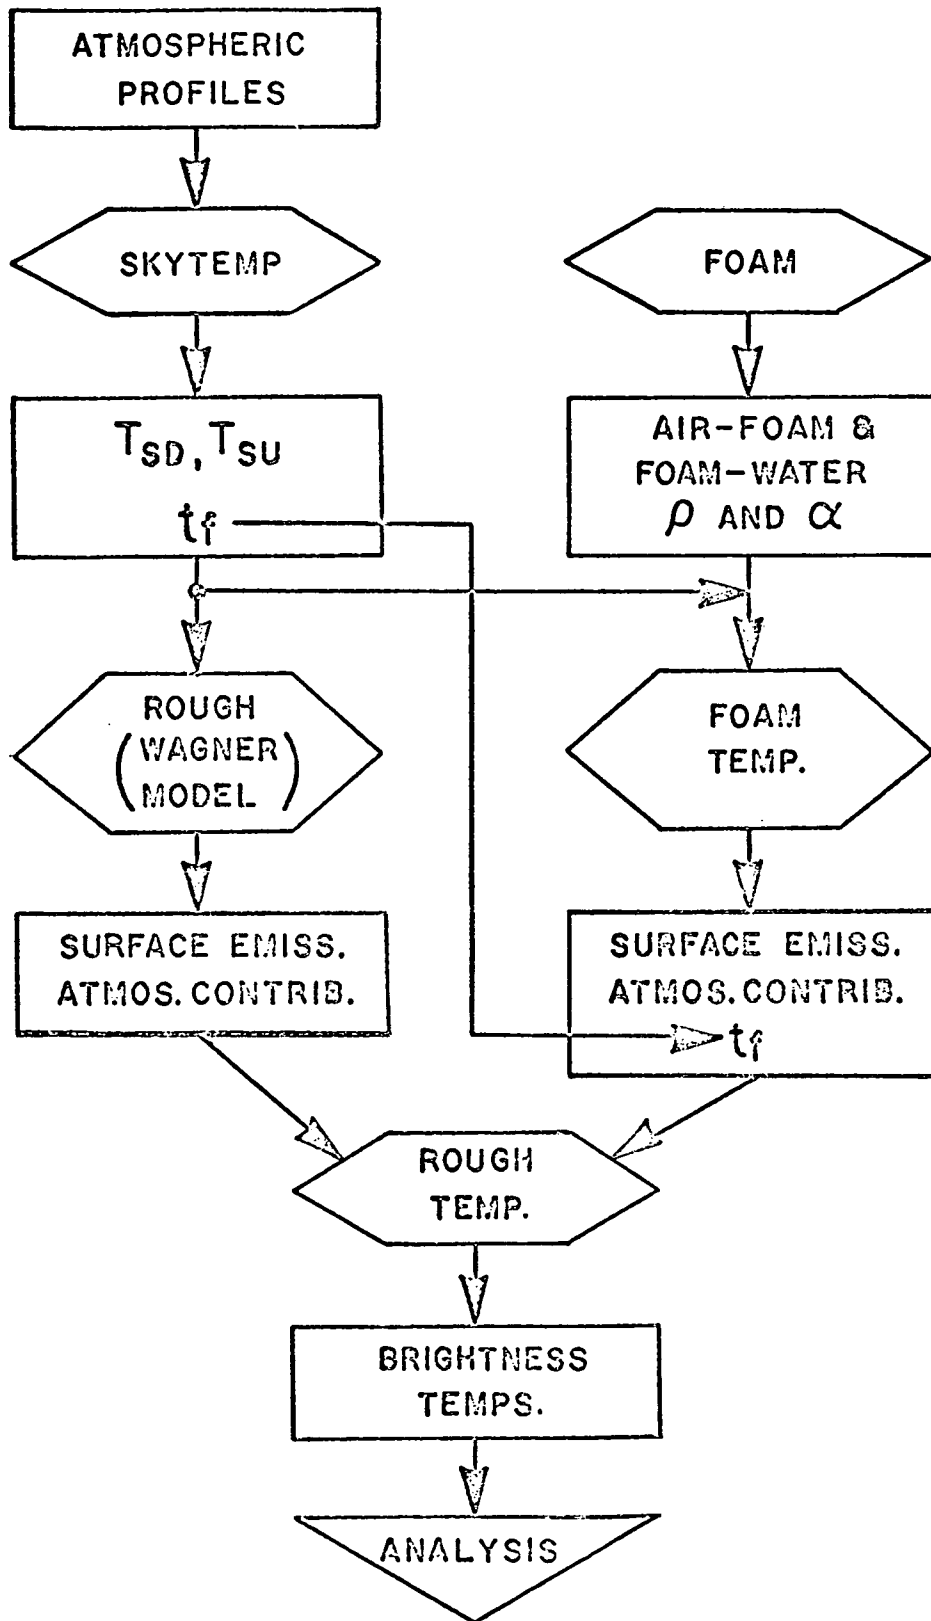 ATMOSPHERIC
PROFILES
SKYTEMP
FOAM
T_SD, T_SU
t_f
AIR-FOAM &
FOAM-WATER
ρ AND α
ROUGH
(WAGNER
MODEL)
FOAM
TEMP.
SURFACE EMISS.
ATMOS. CONTRIB.
SURFACE EMISS.
ATMOS. CONTRIB.
t_f
ROUGH
TEMP.
BRIGHTNESS
TEMPS.
ANALYSIS